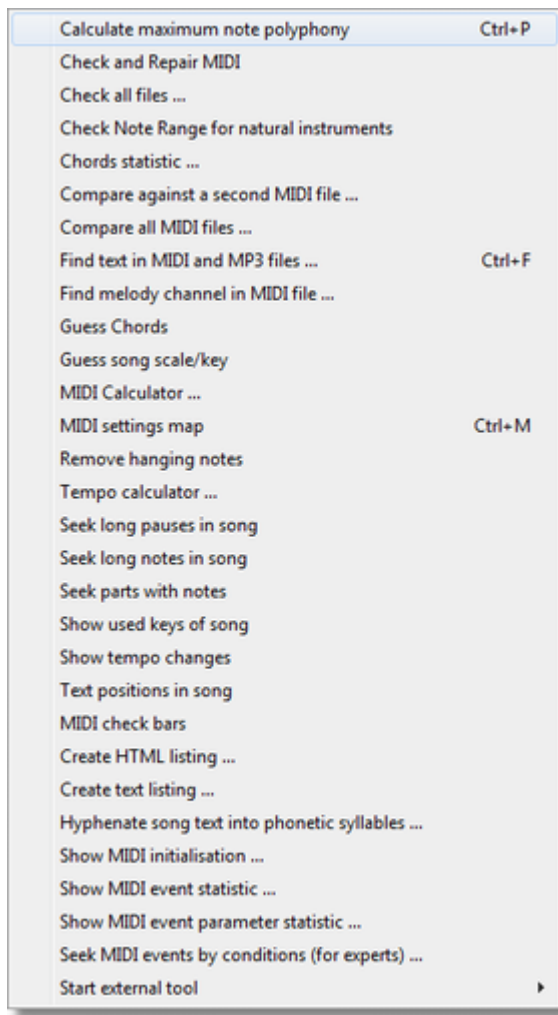 Calculate maximum note polyphony Ctrl+P
Check and Repair MIDI
Check all files ...
Check Note Range for natural instruments
Chords statistic ...
Compare against a second MIDI file ...
Compare all MIDI files ...
Find text in MIDI and MP3 files ... Ctrl+F
Find melody channel in MIDI file ...
Guess Chords
Guess song scale/key
MIDI Calculator ...
MIDI settings map Ctrl+M
Remove hanging notes
Tempo calculator ...
Seek long pauses in song
Seek long notes in song
Seek parts with notes
Show used keys of song
Show tempo changes
Text positions in song
MIDI check bars
Create HTML listing ...
Create text listing ...
Hyphenate song text into phonetic syllables ...
Show MIDI initialisation ...
Show MIDI event statistic ...
Show MIDI event parameter statistic ...
Seek MIDI events by conditions (for experts) ...
Start external tool